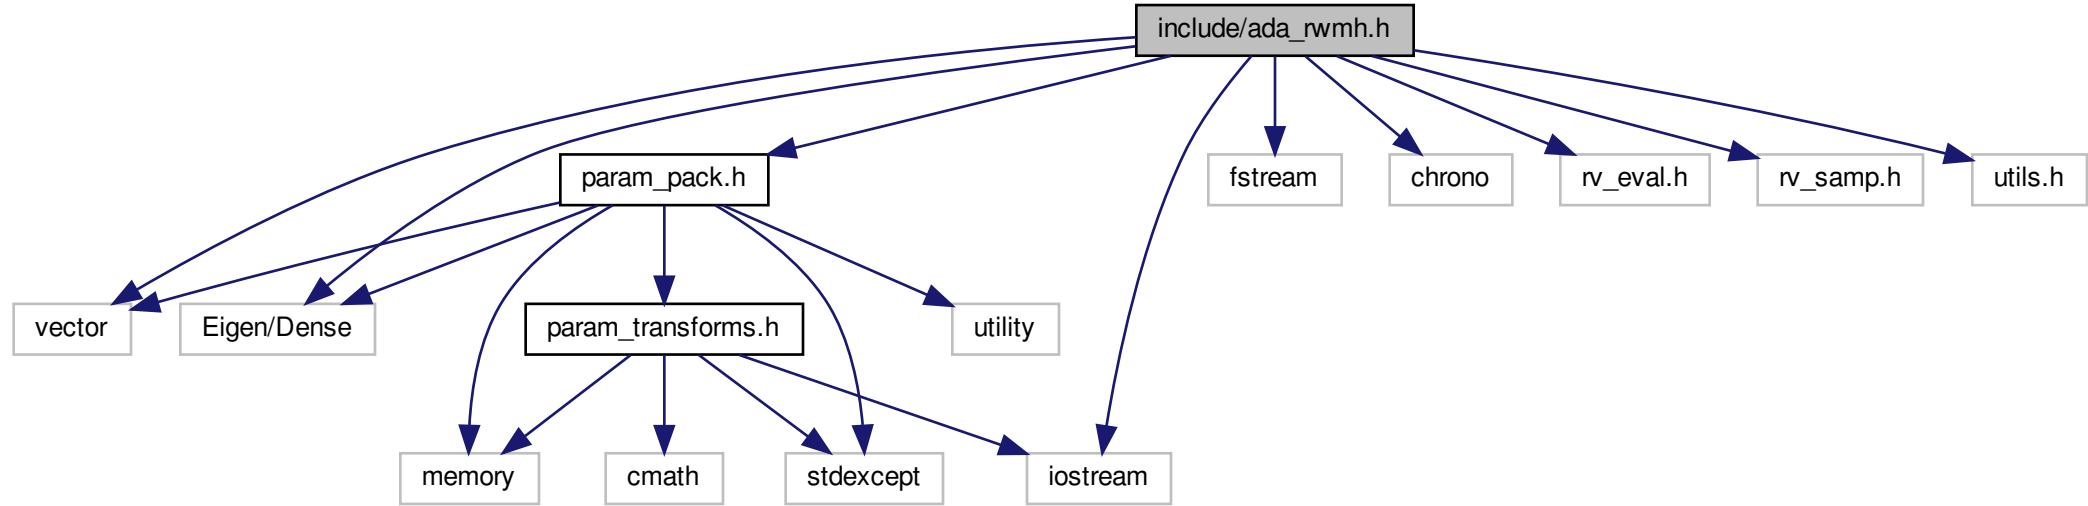 include/ada_rwmh.h
param_pack.h
fstream
chrono
rv_eval.h
rv_samp.h
utils.h
vector
Eigen/Dense
param_transforms.h
utility
memory
cmath
stdexcept
iostream